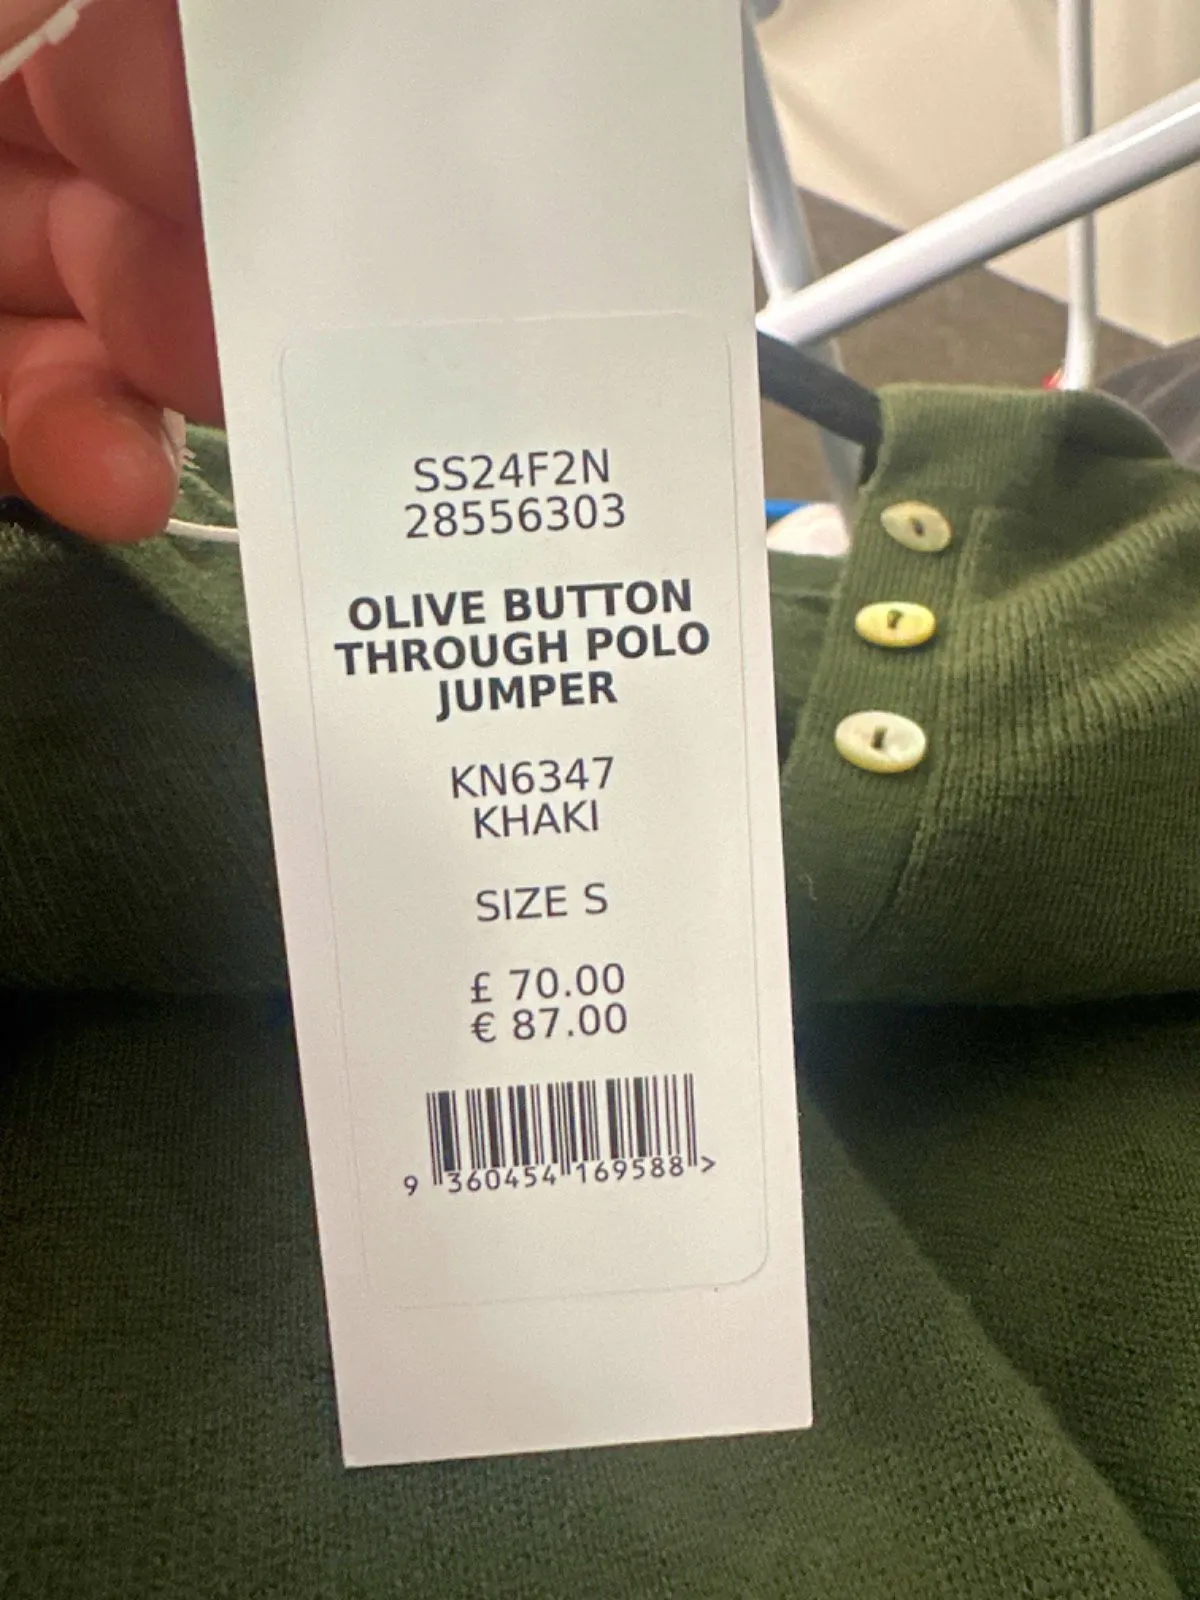 SS24F2N
28556303
OLIVE BUTTON
THROUGH POLO
JUMPER
KN6347
KHAKI
SIZE S
£ 70.00
€ 87.00
9 360454 169588 >